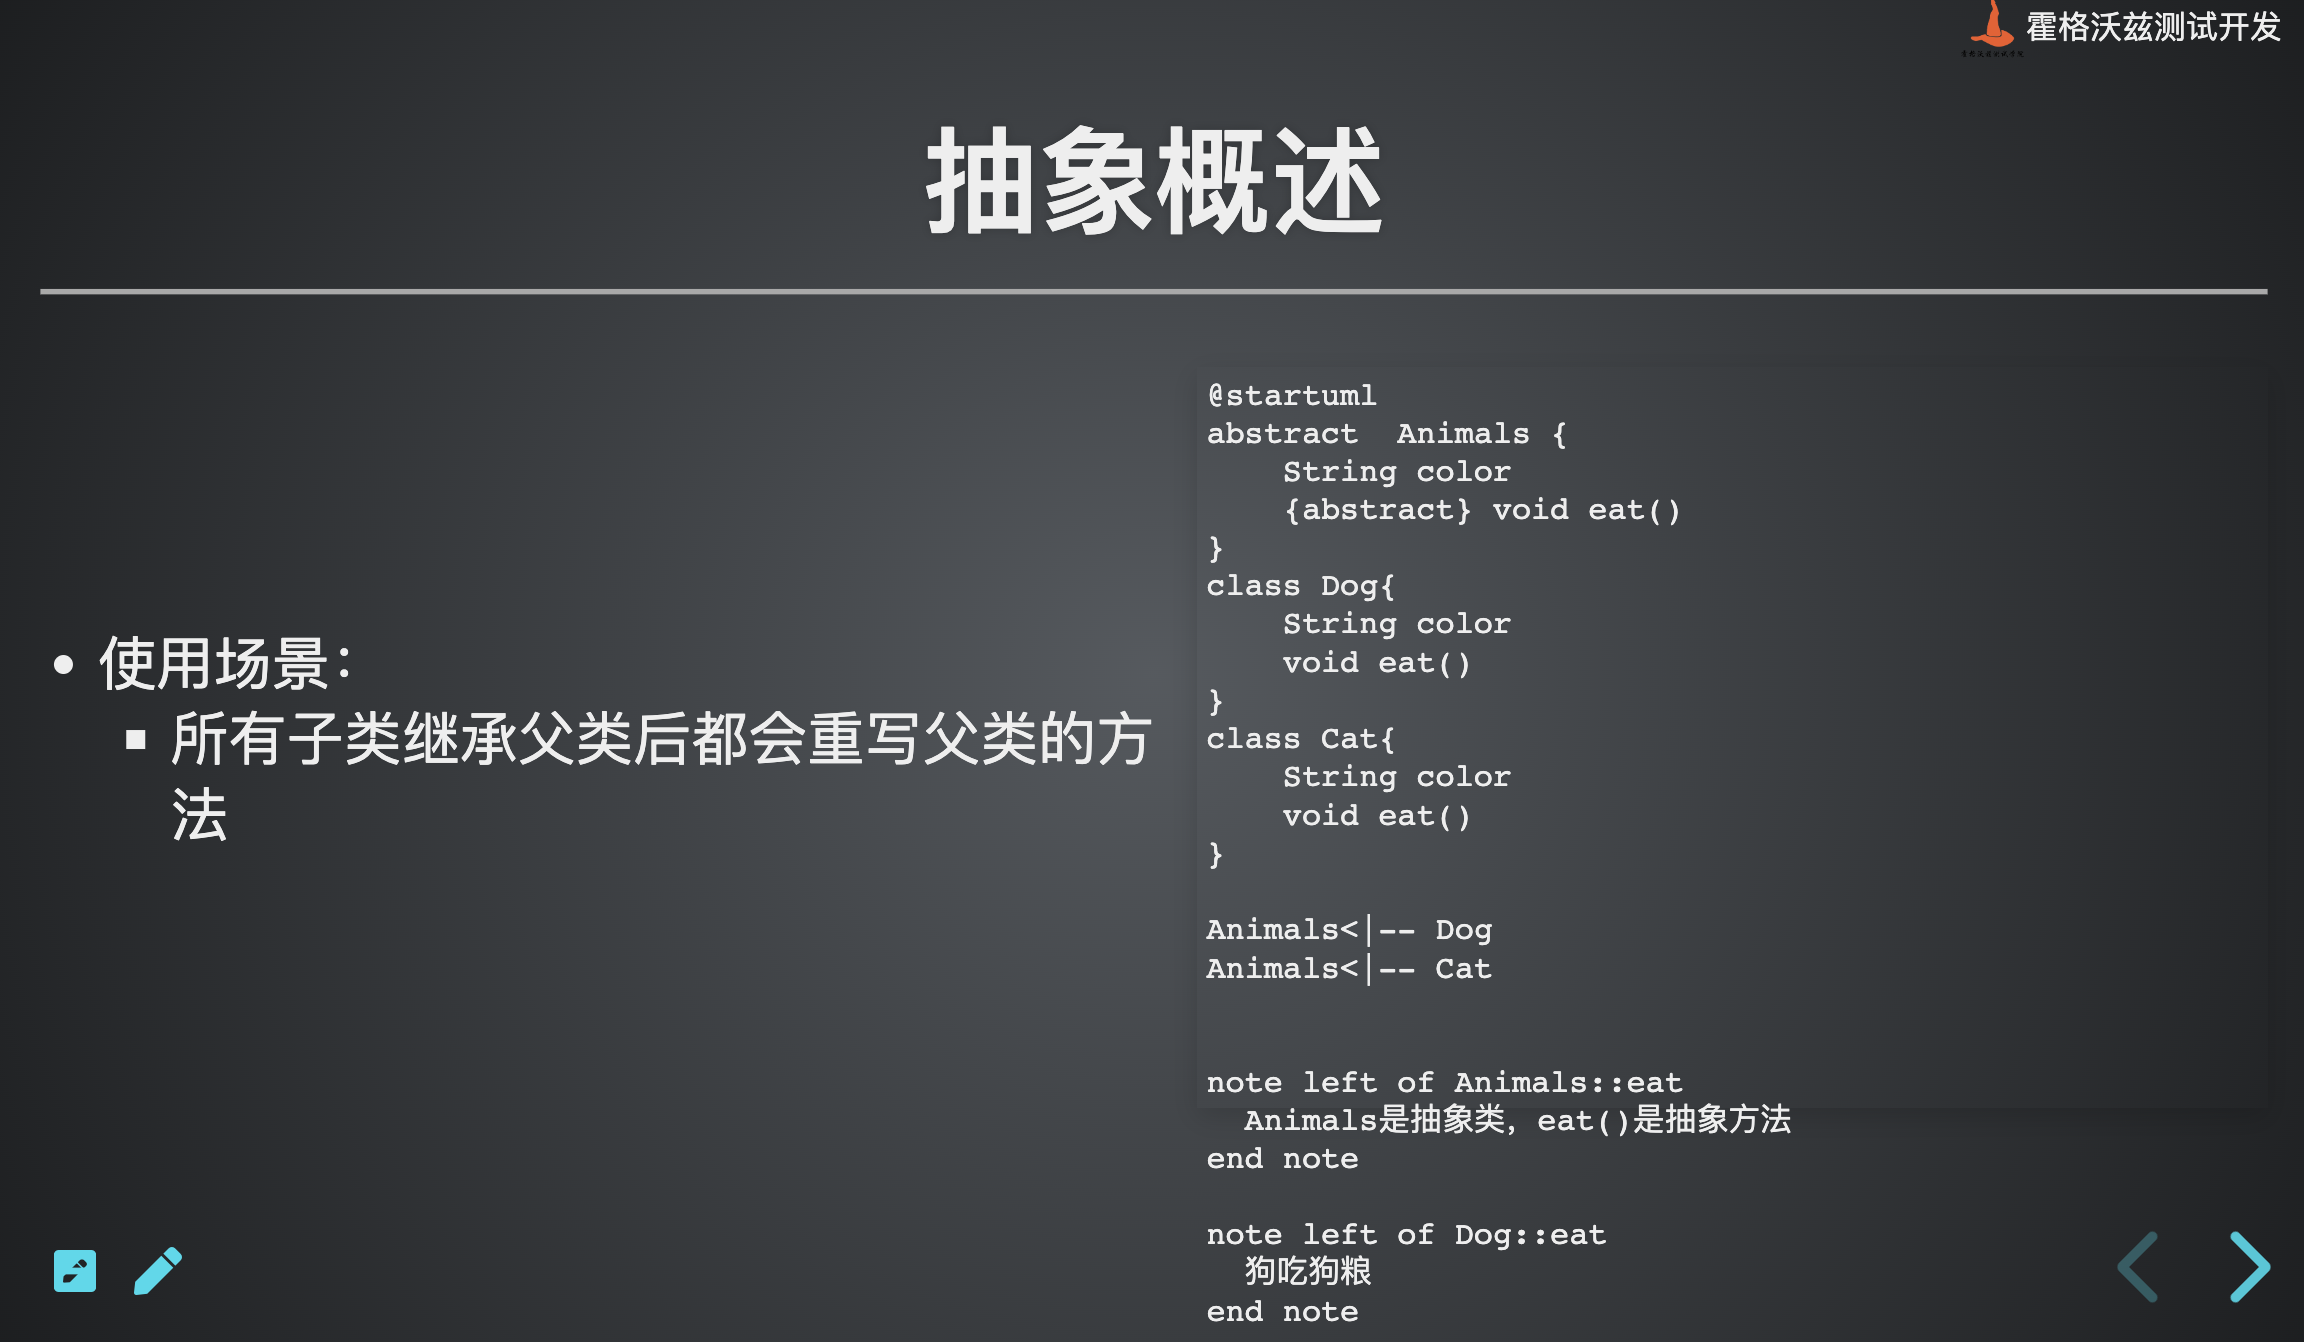 霍格沃兹测试开发
抽象概述
使用场景：
所有子类继承父类后都会重写父类的方
法
@startuml
abstract  Animals {
    String color
    {abstract} void eat()
}
class Dog{
    String color
    void eat()
}
class Cat{
    String color
    void eat()
}
Animals<|-- Dog
Animals<|-- Cat
note left of Animals::eat
  Animals是抽象类，eat()是抽象方法
end note
note left of Dog::eat
  狗吃狗粮
end note